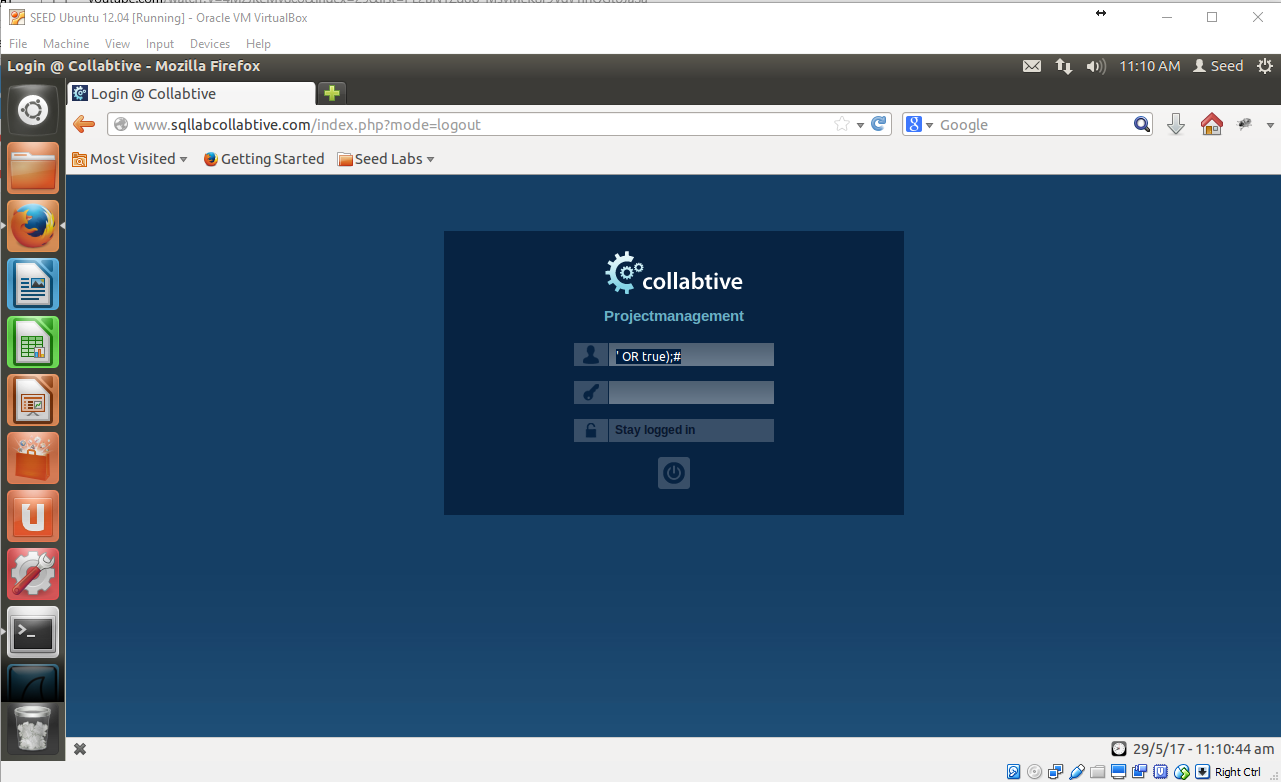 SEED Ubuntu 12.04 [Running] - Oracle VM VirtualBox
File Machine View Input Devices Help
Login @ Collabtive - Mozilla Firefox 11:10 AM Seed
Login @ Collabtive
www.sqllabcollabtive.com/index.php?mode=logout Google
Most Visited Getting Started Seed Labs
collabtive
Projectmanagement
' OR true);#
Stay logged in
29/5/17 - 11:10:44 am
Right Ctrl